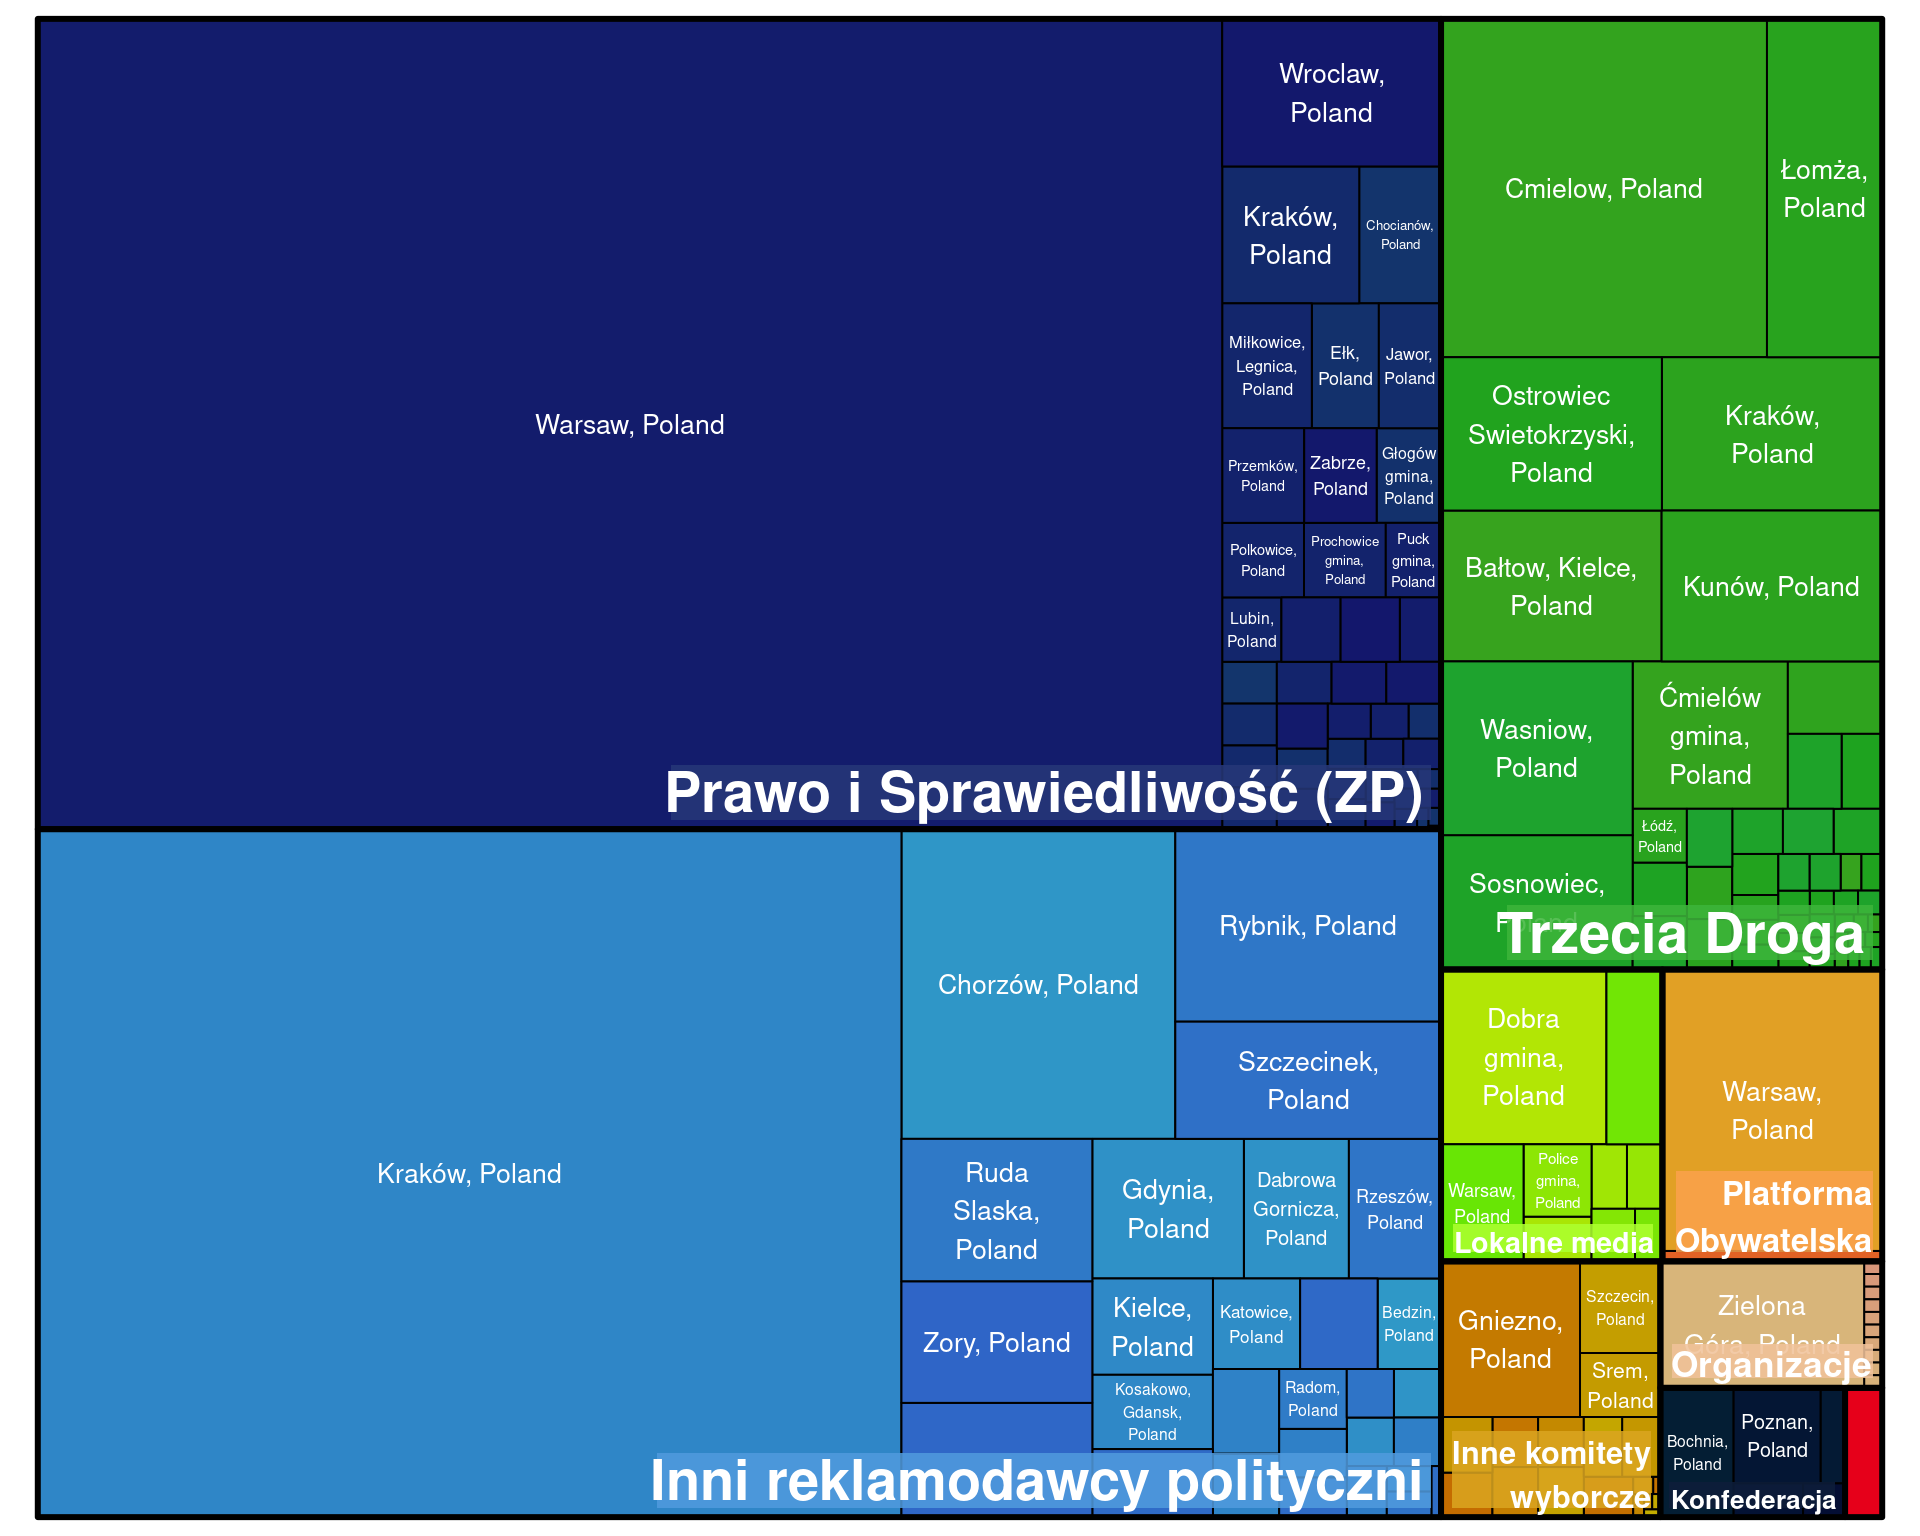 Warsaw, Poland
Wroclaw,
Poland
Kraków,
Poland
Chocianów,
Poland
Miłkowice,
Legnica,
Poland
Ełk,
Poland
Jawor,
Poland
Przemków,
Poland
Zabrze,
Poland
Głogów
gmina,
Poland
Polkowice,
Poland
Prochowice
gmina,
Poland
Puck
gmina,
Poland
Lubin,
Poland
Prawo i Sprawiedliwość (ZP)
Cmielow, Poland
Łomża,
Poland
Ostrowiec
Swietokrzyski,
Poland
Kraków,
Poland
Bałtow, Kielce,
Poland
Kunów, Poland
Wasniow,
Poland
Ćmielów
gmina,
Poland
Łódź,
Poland
Sosnowiec,
Poland
Trzecia Droga
Kraków, Poland
Chorzów, Poland
Rybnik, Poland
Szczecinek,
Poland
Ruda
Slaska,
Poland
Gdynia,
Poland
Dabrowa
Gornicza,
Poland
Rzeszów,
Poland
Zory, Poland
Kielce,
Poland
Katowice,
Poland
Bedzin,
Poland
Kosakowo,
Gdansk,
Poland
Radom,
Poland
Inni reklamodawcy polityczni
Dobra
gmina,
Poland
Warsaw,
Poland
Police
gmina,
Poland
Lokalne media
Warsaw,
Poland
Platforma
Obywatelska
Gniezno,
Poland
Szczecin,
Poland
Srem,
Poland
Inne komitety
wyborcze
Zielona
Góra, Poland
Organizacje
Bochnia,
Poland
Poznan,
Poland
Konfederacja